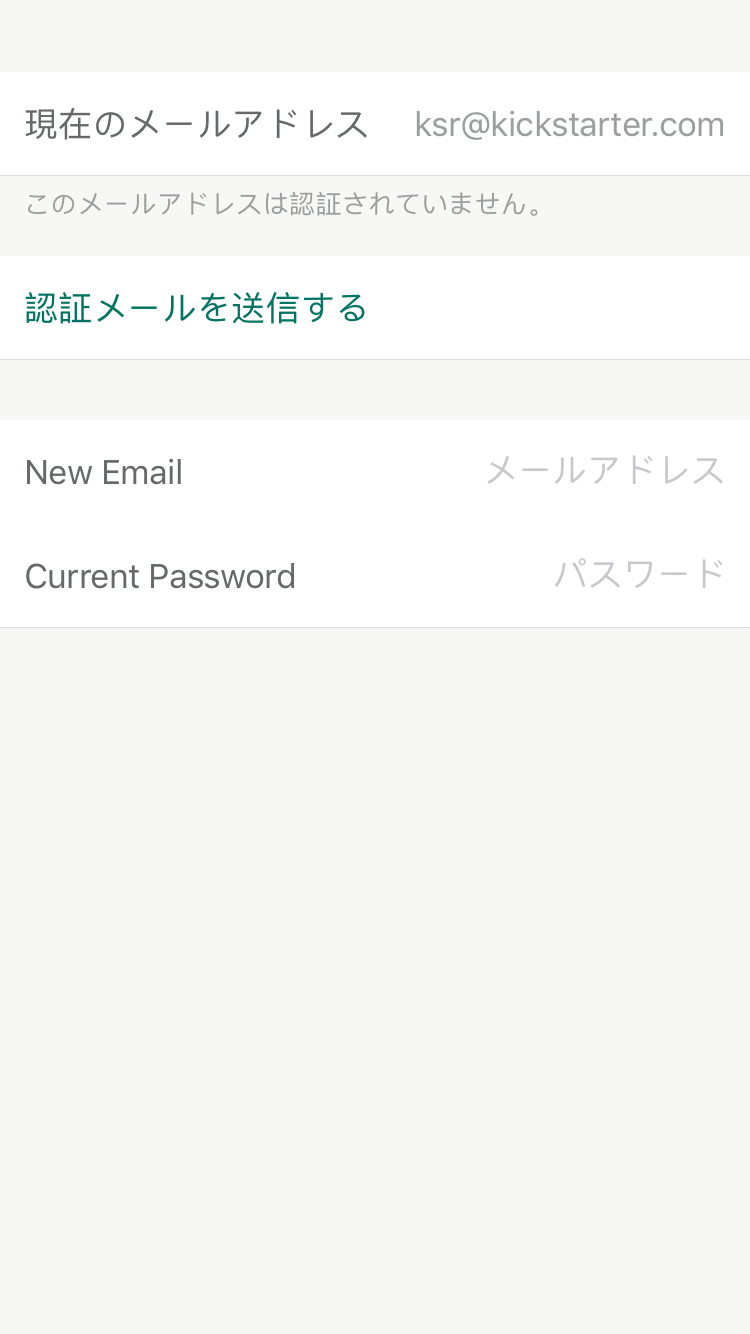 現在のメールアドレス ksr@kickstarter.com
このメールアドレスは認証されていません。
認証メールを送信する
New Email メールアドレス
Current Password パスワード